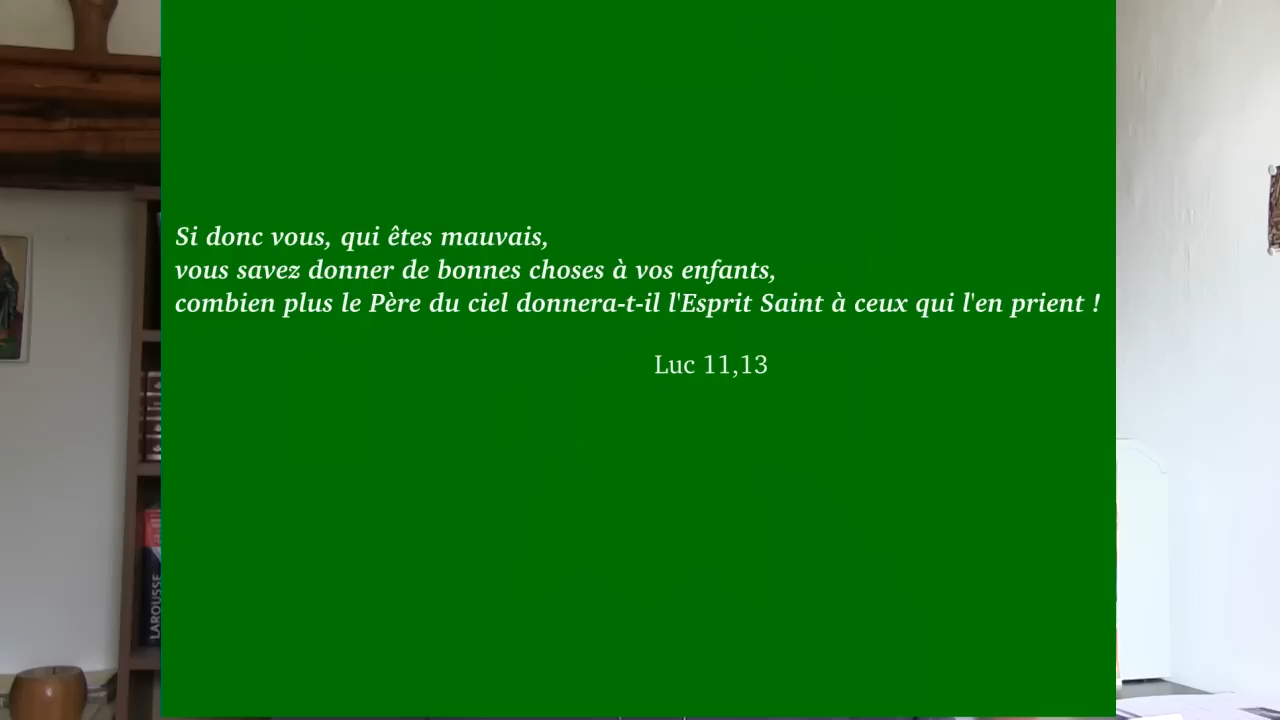 Si donc vous, qui êtes mauvais,
vous savez donner de bonnes choses à vos enfants,
combien plus le Père du ciel donnera-t-il l'Esprit Saint à ceux qui l'en prient !
Luc 11,13
LAROUSSE